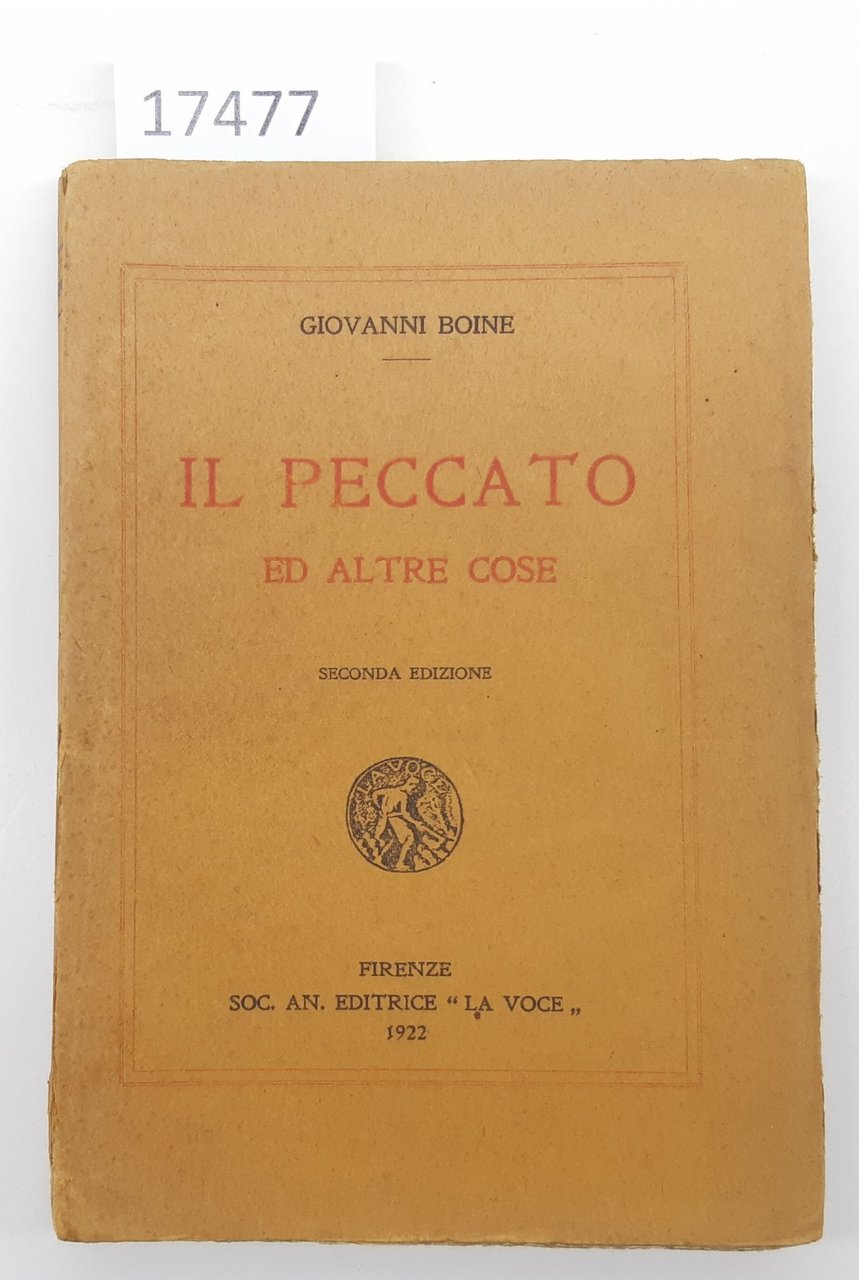 17477
GIOVANNI BOINE
IL PECCATO
ED ALTRE COSE
SECONDA EDIZIONE
LA VOCE
FIRENZE
SOC. AN. EDITRICE “ LA VOCE „
1922